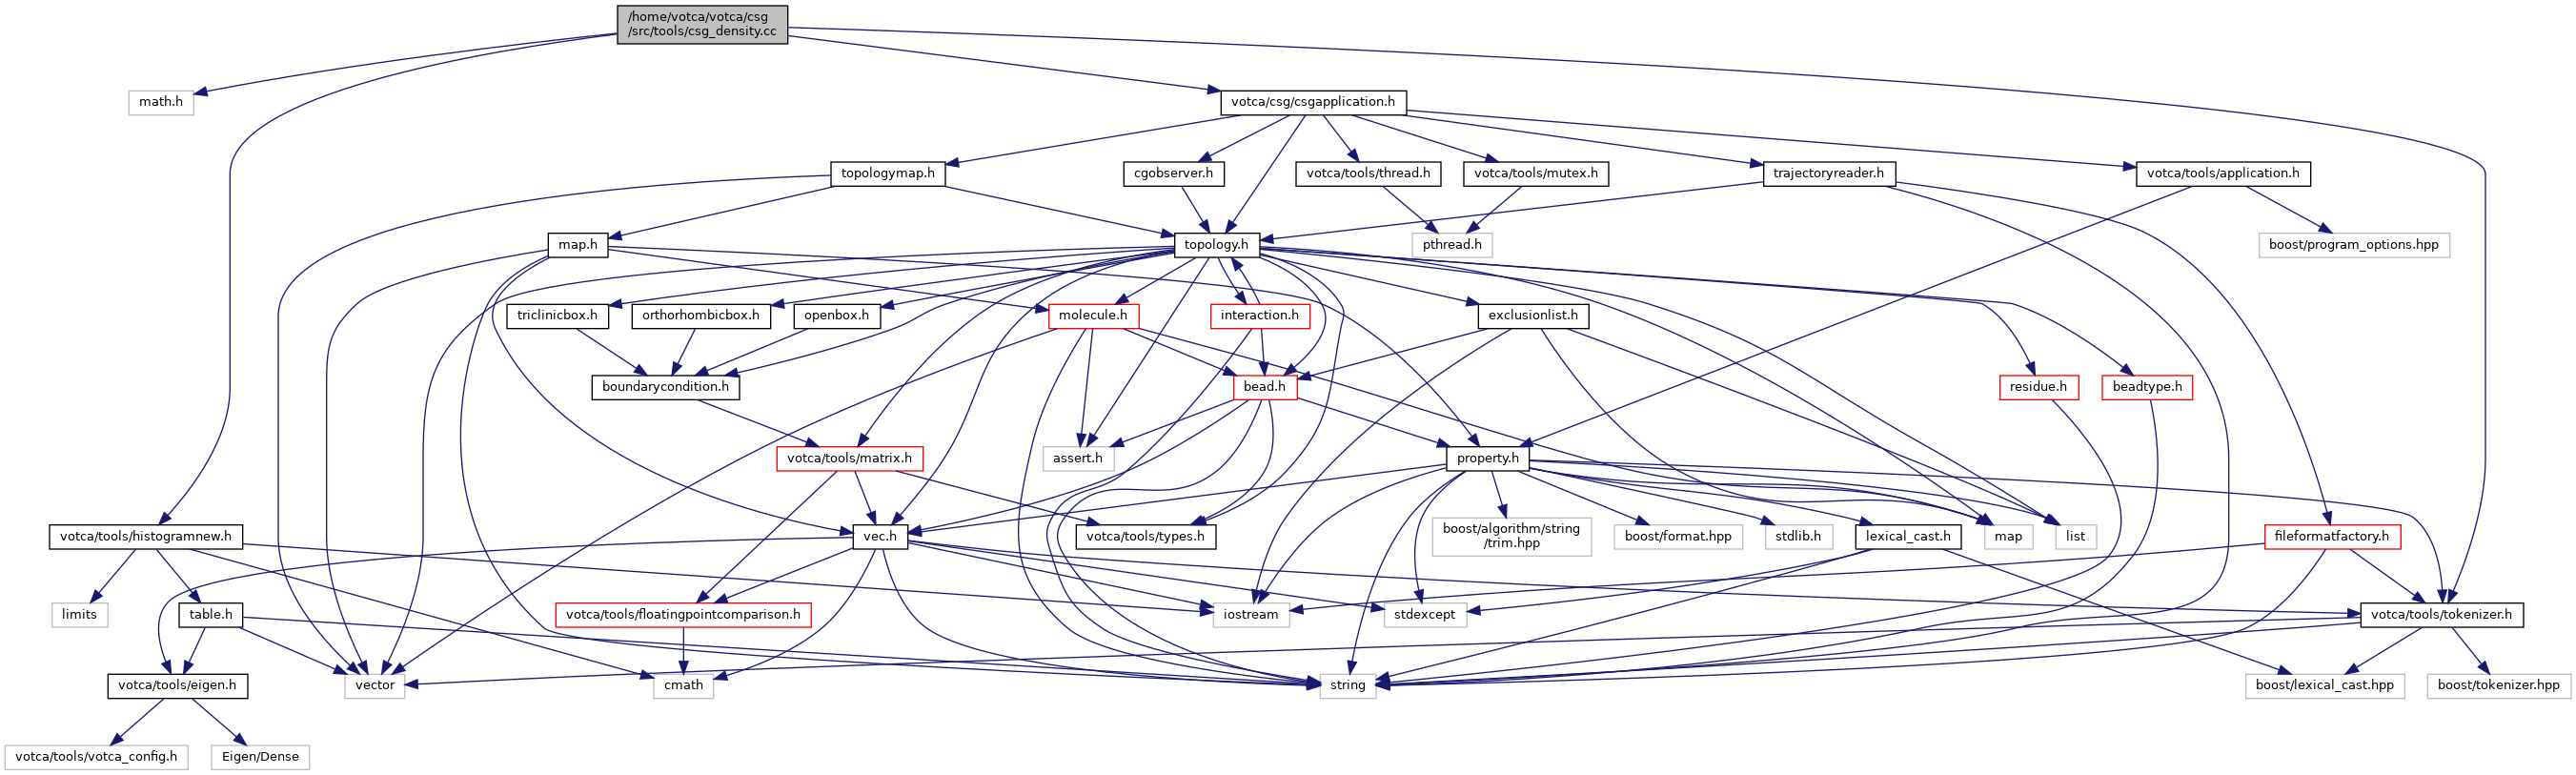 /home/votca/votca/csg
/src/tools/csg_density.cc
math.h
votca/csg/csgapplication.h
topologymap.h
cgobserver.h
votca/tools/thread.h
votca/tools/mutex.h
trajectoryreader.h
votca/tools/application.h
map.h
topology.h
pthread.h
boost/program_options.hpp
triclinicbox.h
orthorhombicbox.h
openbox.h
molecule.h
interaction.h
exclusionlist.h
boundarycondition.h
bead.h
residue.h
beadtype.h
votca/tools/matrix.h
assert.h
property.h
votca/tools/histogramnew.h
vec.h
votca/tools/types.h
boost/algorithm/string
/trim.hpp
boost/format.hpp
stdlib.h
lexical_cast.h
map
list
fileformatfactory.h
limits
table.h
votca/tools/floatingpointcomparison.h
iostream
stdexcept
votca/tools/tokenizer.h
votca/tools/eigen.h
vector
cmath
string
boost/lexical_cast.hpp
boost/tokenizer.hpp
votca/tools/votca_config.h
Eigen/Dense